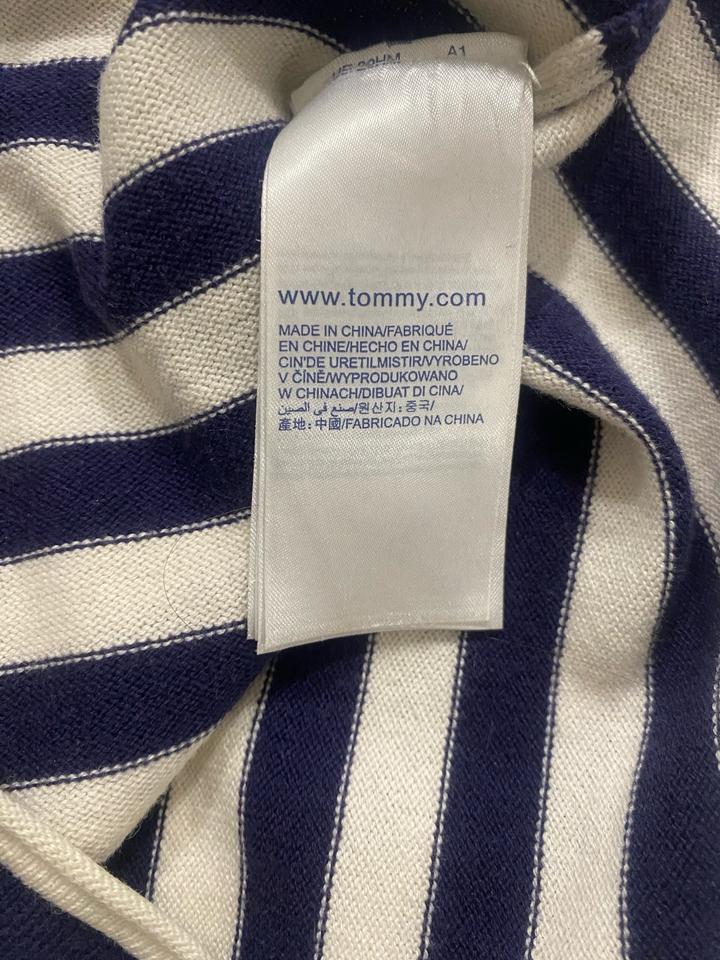 A1
www.tommy.com
MADE IN CHINA/FABRIQUÉ
EN CHINE/HECHO EN CHINA/
CIN'DE URETILMISTIR/VYROBENO
V ČÍNĚ/WYPRODUKOWANO
W CHINACH/DIBUAT DI CINA/
صنع في الصين/원산지:중국/
產地:中國/FABRICADO NA CHINA